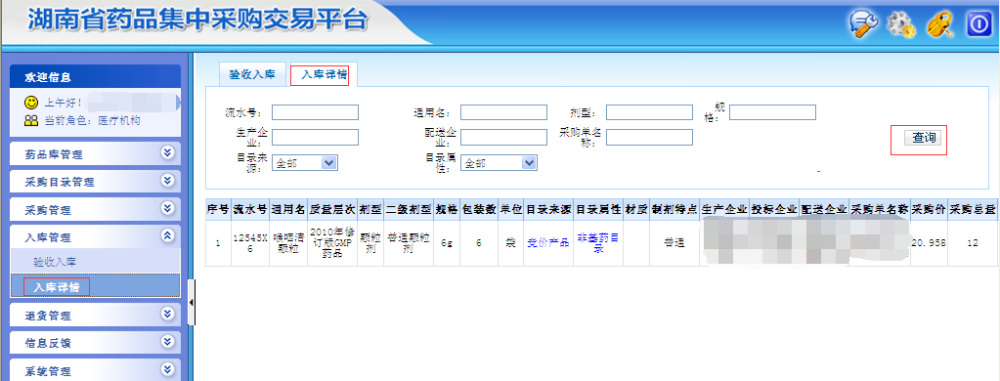 湖南省药品集中采购交易平台
欢迎信息
上午好!
当前角色: 医疗机构
药品库管理
采购目录管理
采购管理
入库管理
验收入库
入库详情
退货管理
信息反馈
系统管理
验收入库 入库详情
流水号: 通用名: 剂型: 规格:
生产企业: 配送企业: 采购单名称: 查询
目录来源: 全部 目录属性: 全部
序号 流水号 通用名 质量层次 剂型 二级剂型 规格 包装数 单位 目录来源 目录属性 材质 制剂特点 生产企业 投标企业 配送企业 采购单名称 采购价 采购总量
1 12545X6 喉咽清颗粒 2010年修订版GMP药品 颗粒剂 普通颗粒剂 6g 6 袋 竞价产品 非基药目录 普通 20.958 12